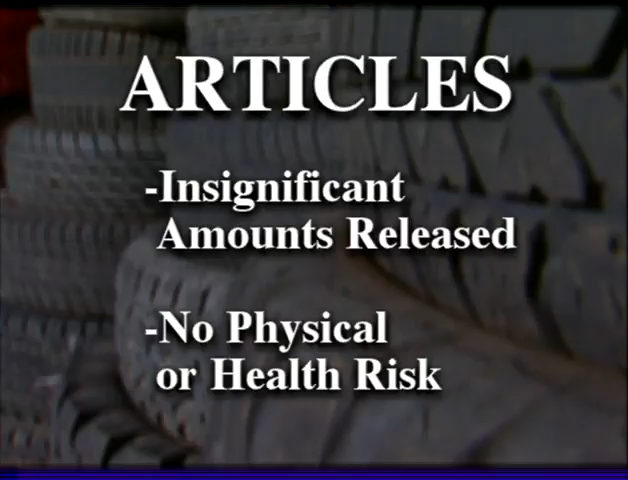 ARTICLES
-Insignificant
Amounts Released
-No Physical
or Health Risk